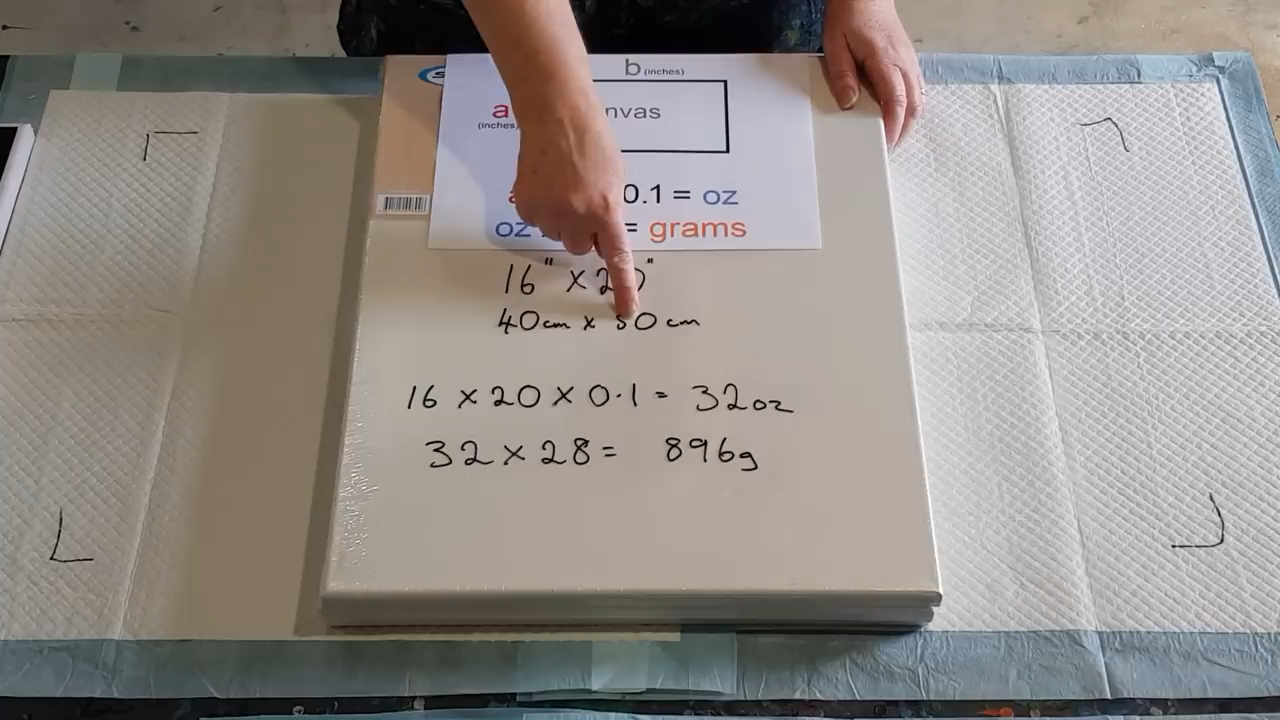 b (inches)
a nvas
(inches
0.1 = oz
oz = grams
16" x 20"
40cm x 50cm
16 x 20 x 0.1 = 32oz
32 x 28 = 896g